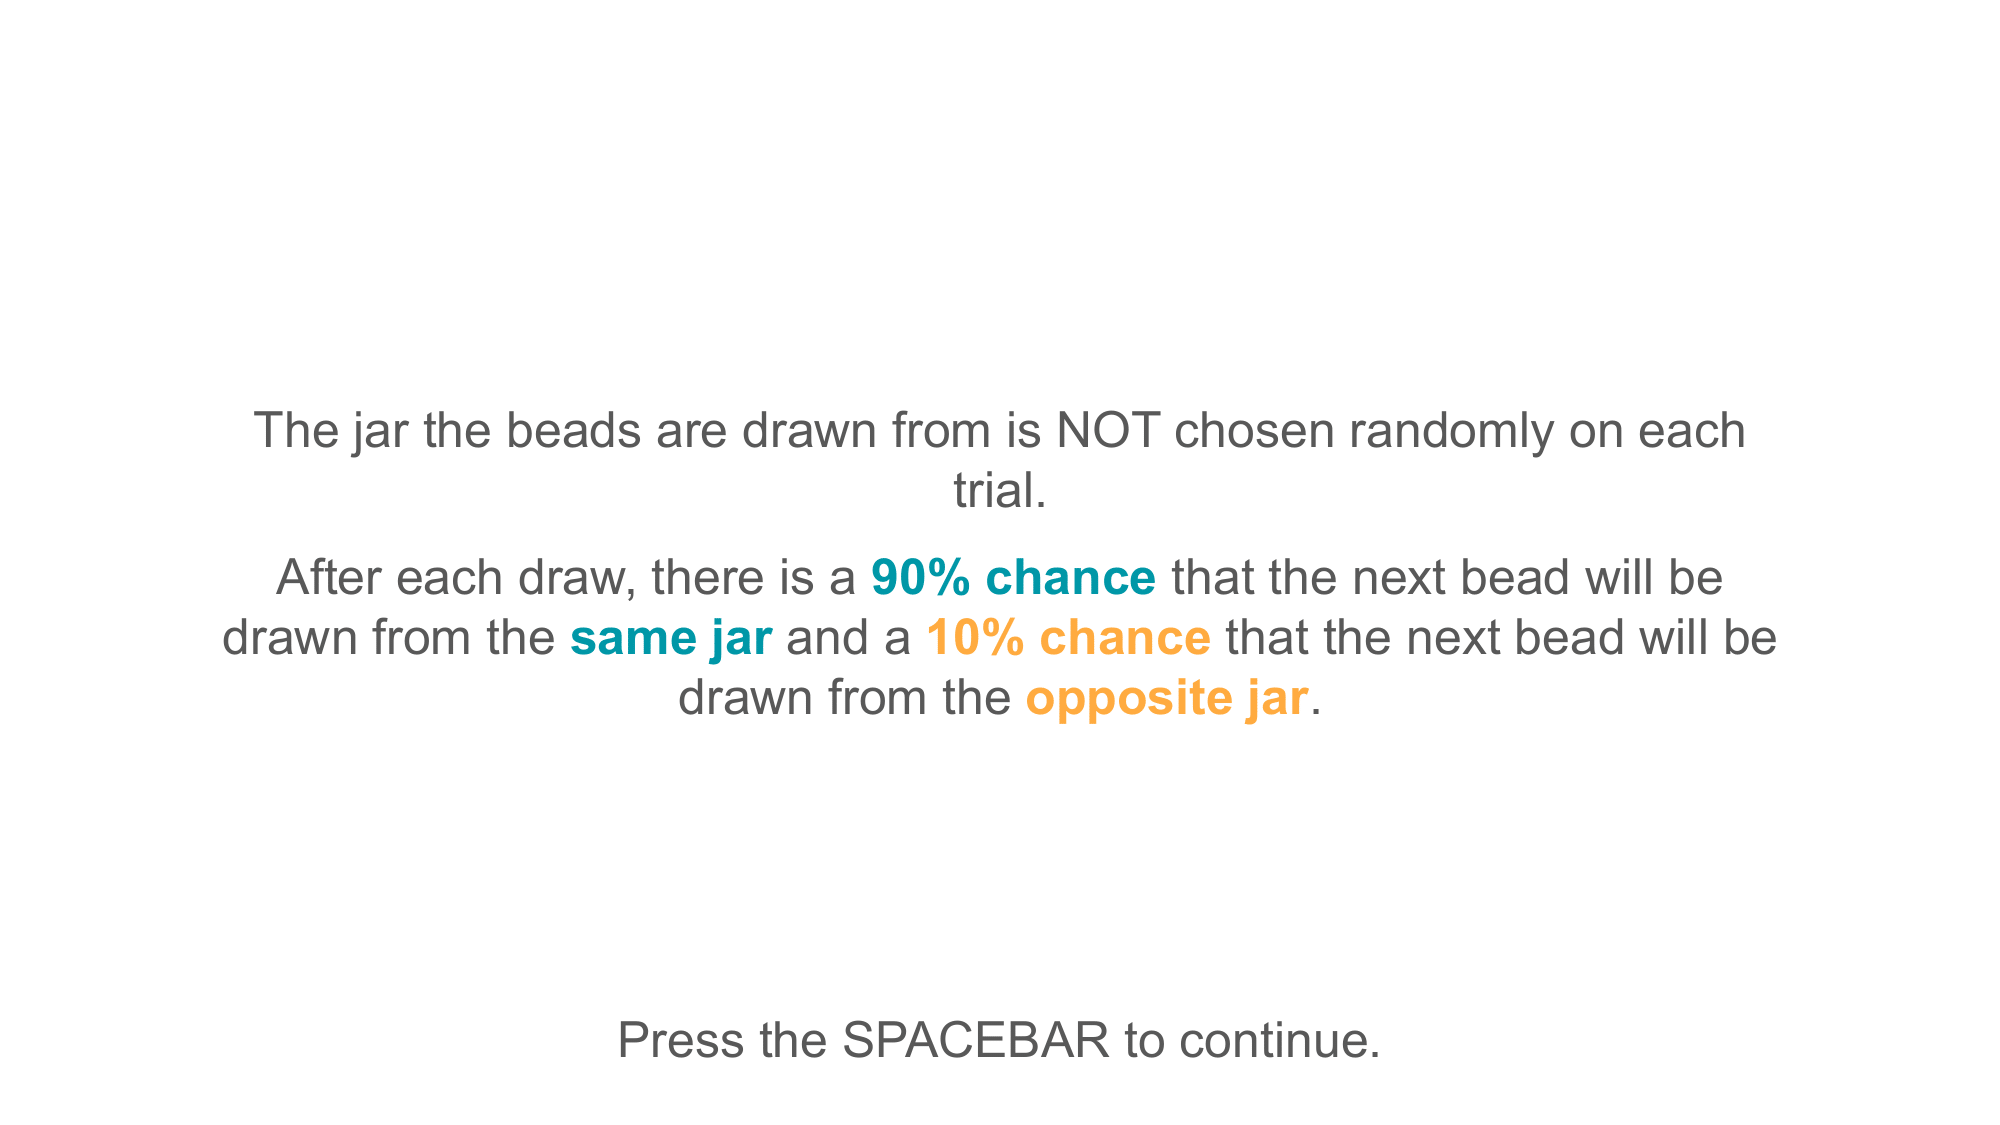 The jar the beads are drawn from is NOT chosen randomly on each
trial.
After each draw, there is a 90% chance that the next bead will be
drawn from the same jar and a 10% chance that the next bead will be
drawn from the opposite jar.
Press the SPACEBAR to continue.